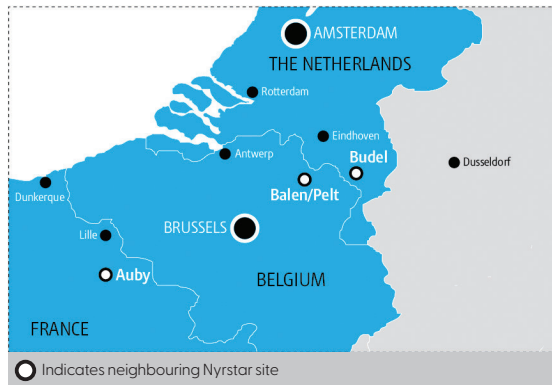 AMSTERDAM
THE NETHERLANDS
Rotterdam
Eindhoven
Antwerp
Budel
Dusseldorf
Balen/Pelt
Dunkerque
BRUSSELS
Lille
Auby
BELGIUM
FRANCE
Indicates neighbouring Nyrstar site